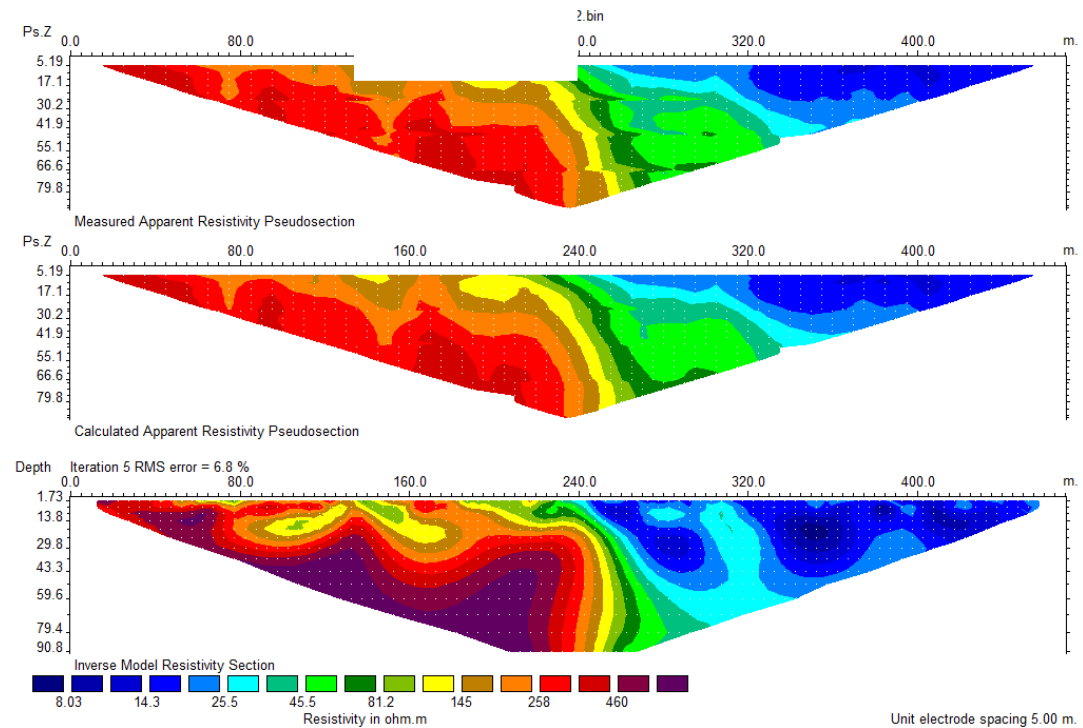 2.bin
Ps.Z 0.0 80.0 0.0 320.0 400.0 m.
5.19
17.1
30.2
41.9
55.1
66.6
79.8
Measured Apparent Resistivity Pseudosection
Ps.Z 0.0 80.0 160.0 240.0 320.0 400.0 m.
5.19
17.1
30.2
41.9
55.1
66.6
79.8
Calculated Apparent Resistivity Pseudosection
Depth Iteration 5 RMS error = 6.8 %
0.0 80.0 160.0 240.0 320.0 400.0 m.
1.73
13.8
29.8
43.3
59.6
79.4
90.8
Inverse Model Resistivity Section
8.03 14.3 25.5 45.5 81.2 145 258 460
Resistivity in ohm.m Unit electrode spacing 5.00 m.